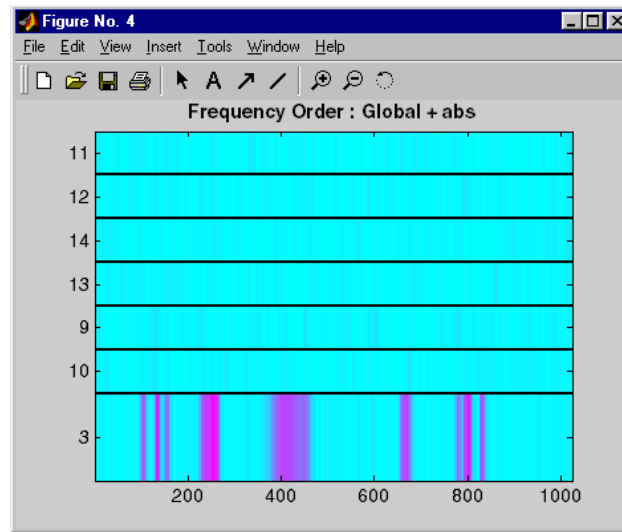 Figure No. 4
File Edit View Insert Tools Window Help
A
Frequency Order : Global + abs
11
12
14
13
9
10
3
200 400 600 800 1000